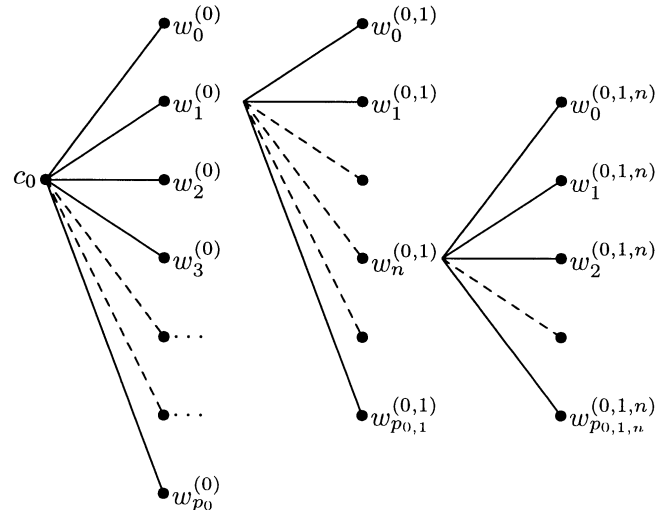 w_0^{(0)} w_0^{(0,1)}
w_1^{(0)} w_1^{(0,1)} w_0^{(0,1,n)}
c_0 w_2^{(0)} w_1^{(0,1,n)}
w_3^{(0)} w_n^{(0,1)} w_2^{(0,1,n)}
...
... w_{p_{0,1}}^{(0,1)} w_{p_{0,1,n}}^{(0,1,n)}
w_{p_0}^{(0)}